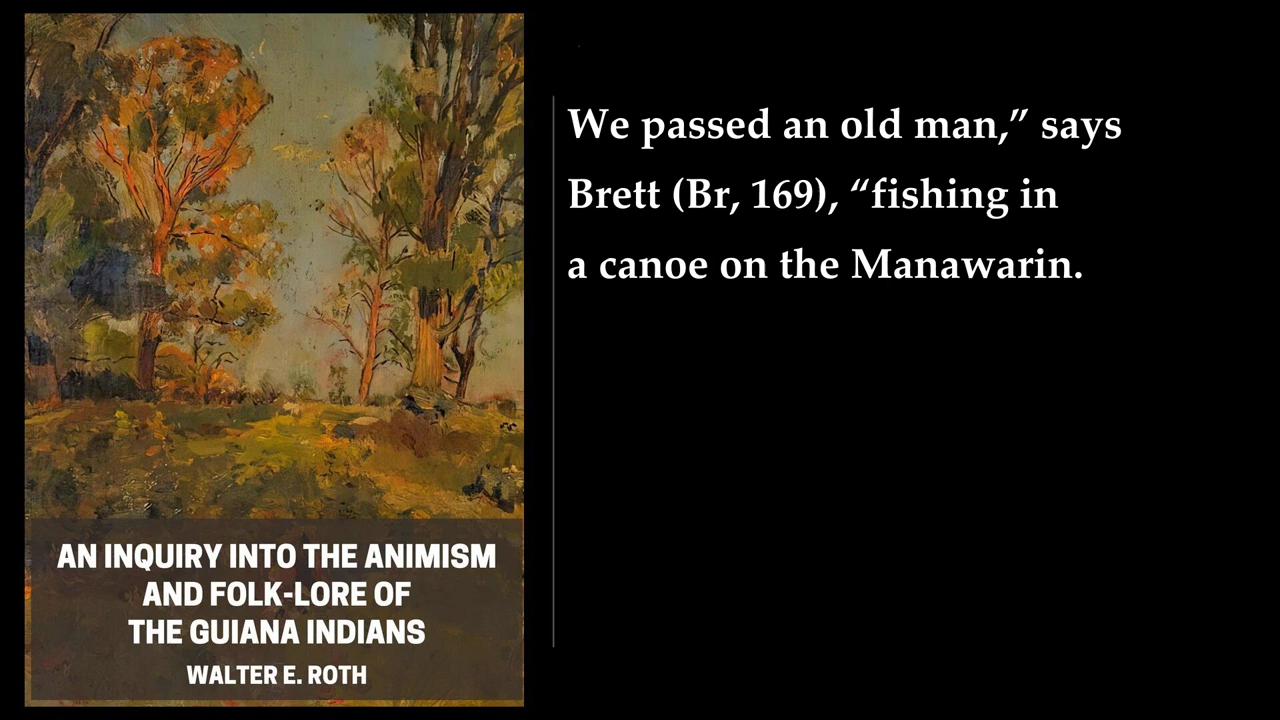 We passed an old man,” says
Brett (Br, 169), “fishing in
a canoe on the Manawarin.
AN INQUIRY INTO THE ANIMISM
AND FOLK-LORE OF
THE GUIANA INDIANS
WALTER E. ROTH